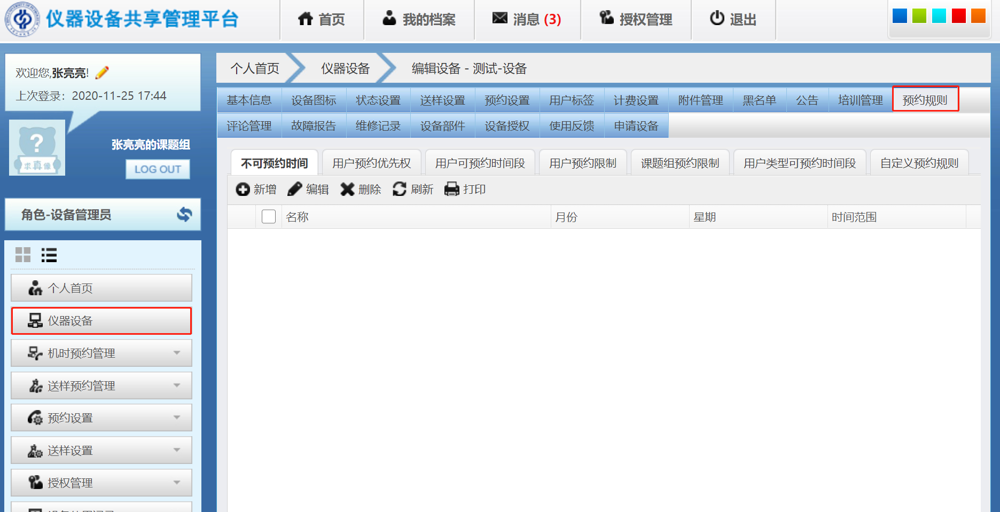 仪器设备共享管理平台
首页
我的档案
消息 (3)
授权管理
退出
欢迎您,张亮亮!
上次登录：2020-11-25 17:44
求真像
张亮亮的课题组
LOG OUT
角色-设备管理员
个人首页
仪器设备
机时预约管理
送样预约管理
预约设置
送样设置
授权管理
个人首页
仪器设备
编辑设备 - 测试-设备
基本信息 设备图标 状态设置 送样设置 预约设置 用户标签 计费设置 附件管理 黑名单 公告 培训管理 预约规则
评论管理 故障报告 维修记录 设备部件 设备授权 使用反馈 申请设备
不可预约时间 用户预约优先权 用户可预约时间段 用户预约限制 课题组预约限制 用户类型可预约时间段 自定义预约规则
新增 编辑 删除 刷新 打印
名称 月份 星期 时间范围